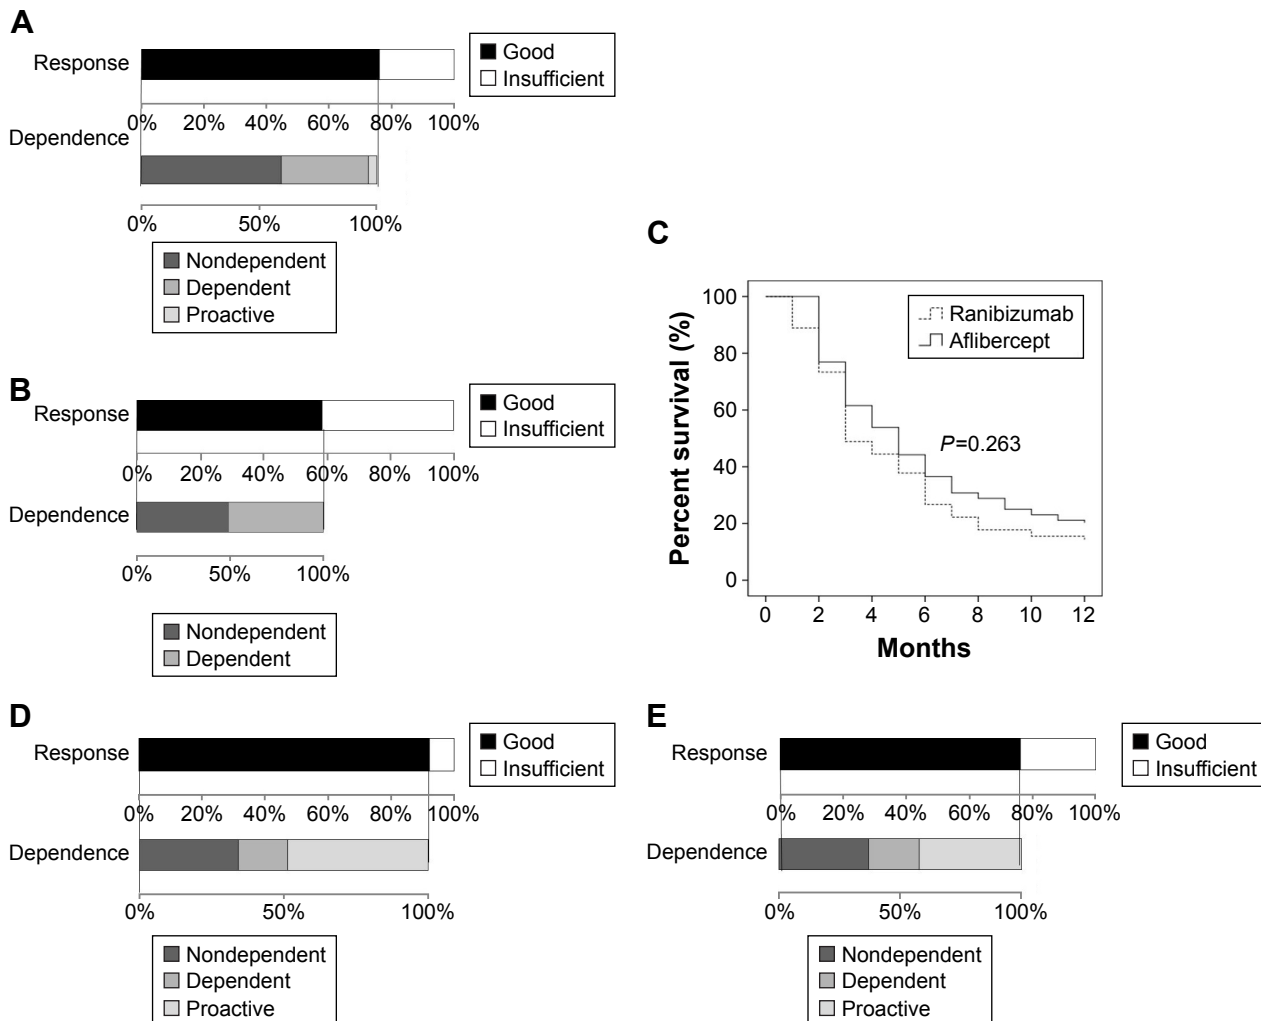 A
Response
Good
Insufficient
0% 20% 40% 60% 80% 100%
Dependence
0% 50% 100%
Nondependent
Dependent
Proactive
B
Response
Good
Insufficient
0% 20% 40% 60% 80% 100%
Dependence
0% 50% 100%
Nondependent
Dependent
C
Percent survival (%)
100
80
60
40
20
0
Ranibizumab
Aflibercept
P=0.263
0 2 4 6 8 10 12
Months
D
Response
Good
Insufficient
0% 20% 40% 60% 80% 100%
Dependence
0% 50% 100%
Nondependent
Dependent
Proactive
E
Response
Good
Insufficient
0% 20% 40% 60% 80% 100%
Dependence
0% 50% 100%
Nondependent
Dependent
Proactive